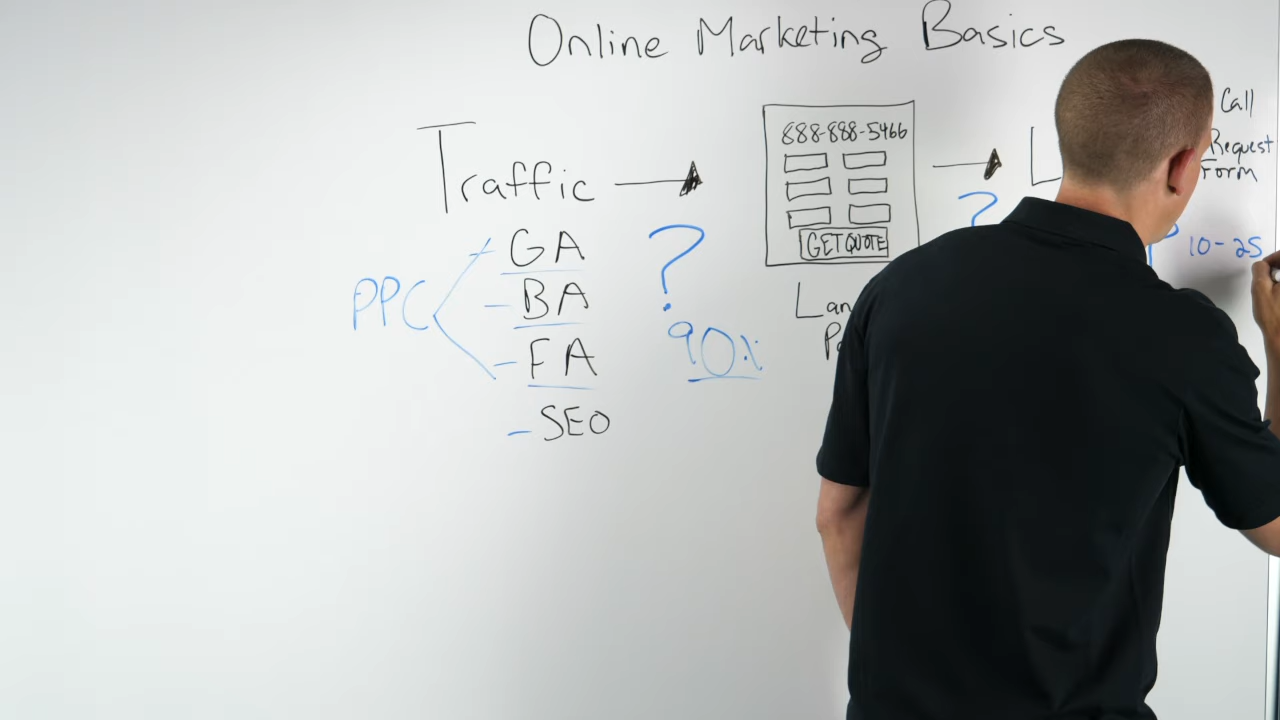 Online Marketing Basics
Traffic
888-888-5466
GET QUOTE
Call
Request
Form
GA
BA
FA
SEO
PPC
?
90%
?
?
10-25